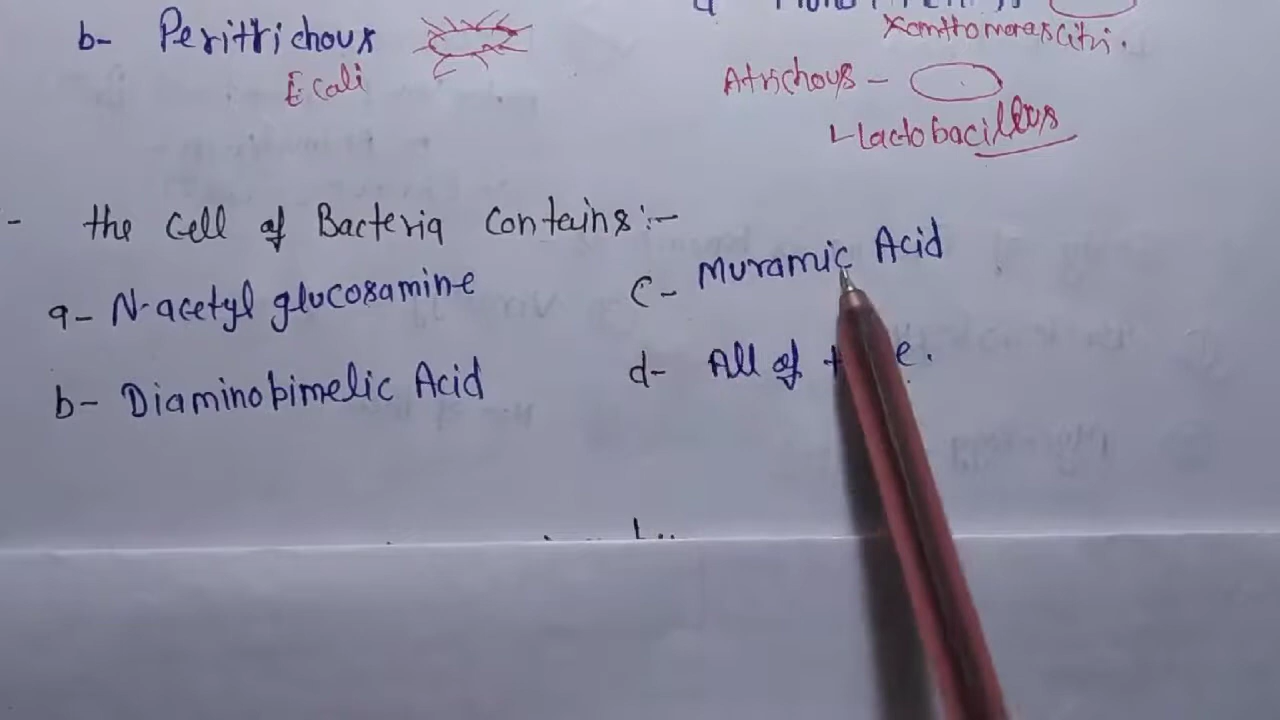 b- Peritrichous
E coli
Xanthomonas citri.
Atrichous -
Lactobacillus
- the Cell of Bacteria Contains:-
a- N-acetyl glucosamine
c- Muramic Acid
b- Diaminopimelic Acid
d- All of